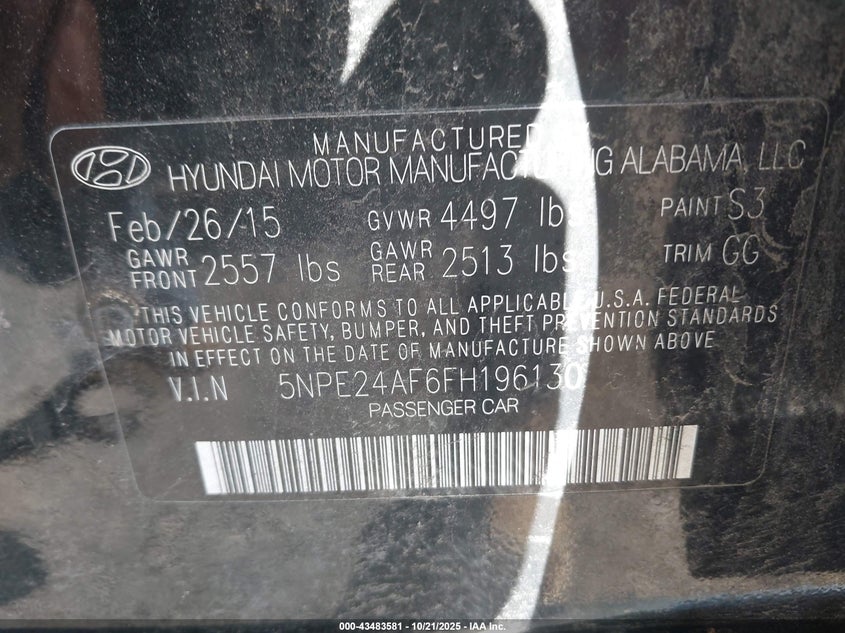 MANUFACTURED
HYUNDAI MOTOR MANUFACTURING ALABAMA, LLC
Feb/26/15 GVWR 4497 lbs PAINT S3
GAWR FRONT 2557 lbs GAWR REAR 2513 lbs TRIM GG
THIS VEHICLE CONFORMS TO ALL APPLICABLE U.S.A. FEDERAL
MOTOR VEHICLE SAFETY, BUMPER, AND THEFT PREVENTION STANDARDS
IN EFFECT ON THE DATE OF MANUFACTURE SHOWN ABOVE
V.I.N 5NPE24AF6FH196130
PASSENGER CAR
000-43483581 - 10/21/2025 - IAA Inc.